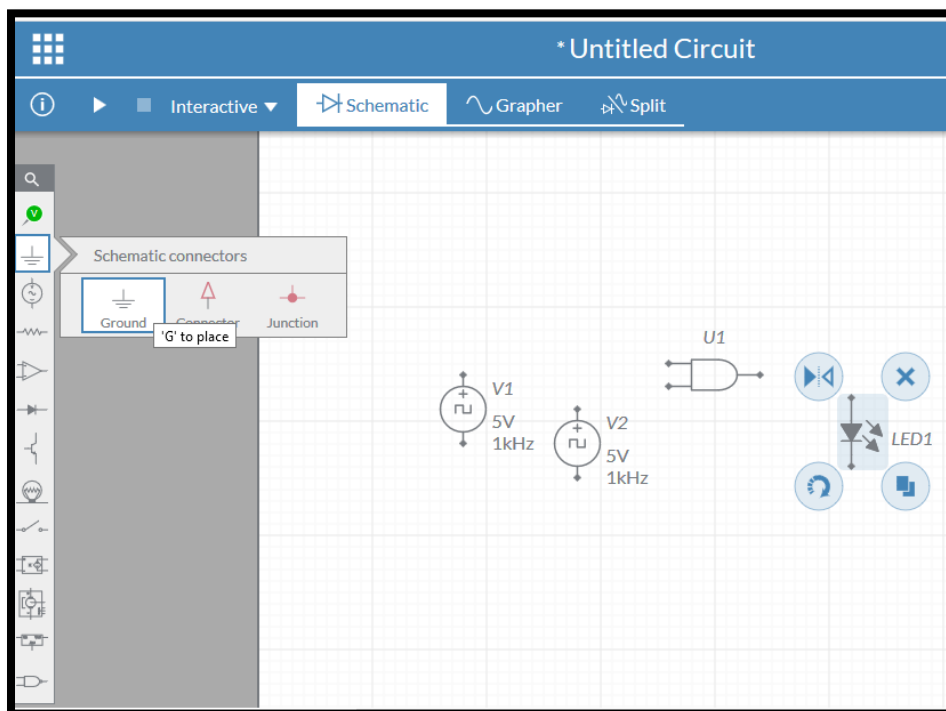 * Untitled Circuit
Interactive
Schematic
Grapher
Split
V
Schematic connectors
Ground
Connector
Junction
'G' to place
U1
V1
5V
1kHz
V2
5V
1kHz
LED1